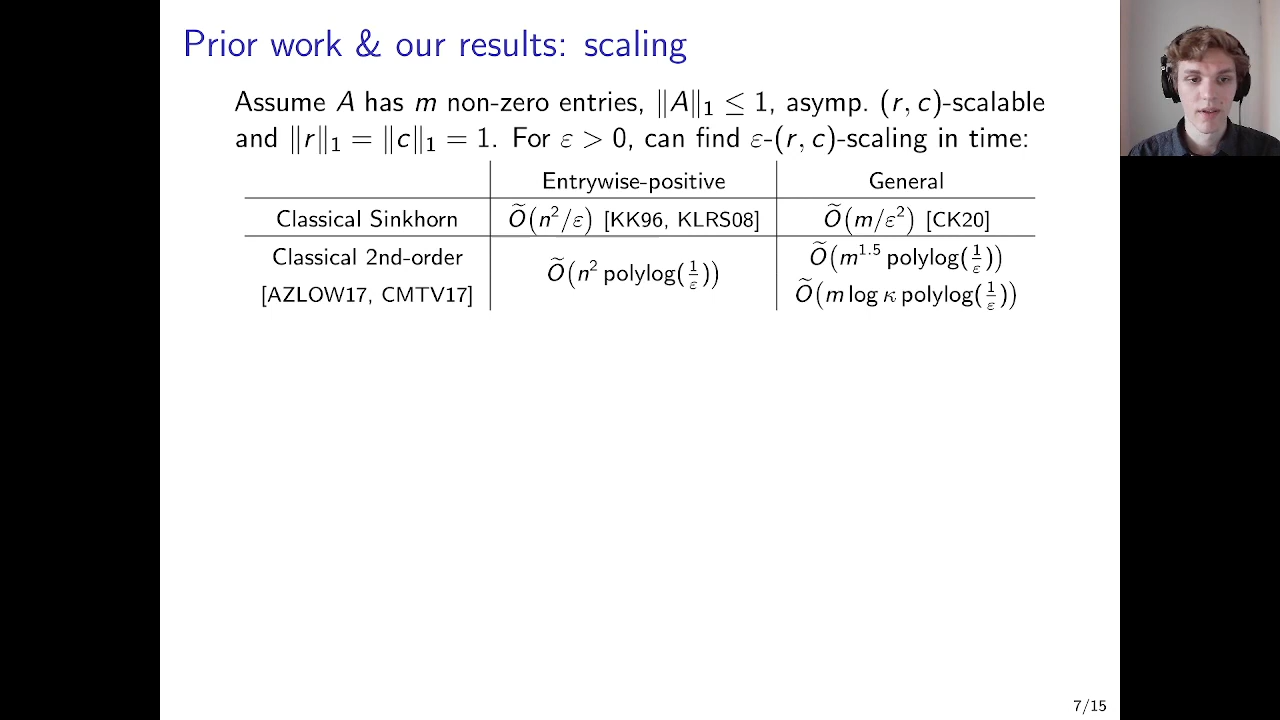 Prior work & our results: scaling
Assume A has m non-zero entries, ‖A‖₁ ≤ 1, asymp. (r, c)-scalable
and ‖r‖₁ = ‖c‖₁ = 1. For ε > 0, can find ε-(r, c)-scaling in time:
Entrywise-positive General
Classical Sinkhorn Õ(n²/ε) [KK96, KLRS08] Õ(m/ε²) [CK20]
Classical 2nd-order Õ(m^1.5 polylog(1/ε))
Õ(n² polylog(1/ε))
[AZLOW17, CMTV17] Õ(m log κ polylog(1/ε))
7/15